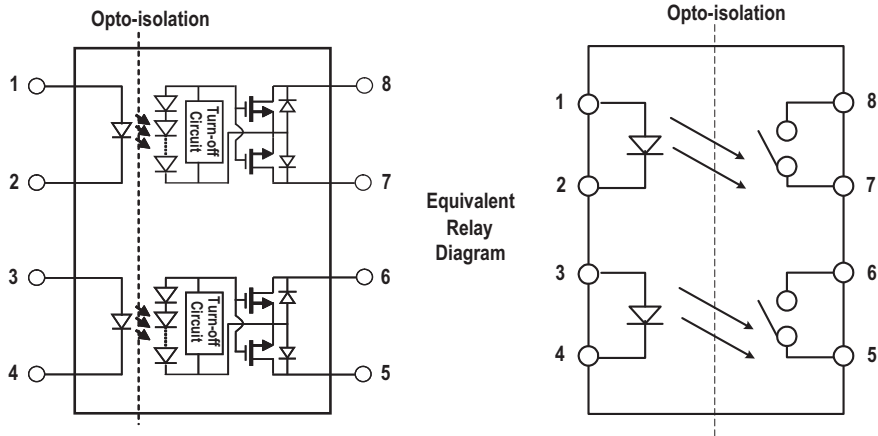 Opto-isolation
1
2
3
4
Turn-off
Circuit
Turn-off
Circuit
8
7
6
5
Equivalent
Relay
Diagram
Opto-isolation
1
2
3
4
8
7
6
5